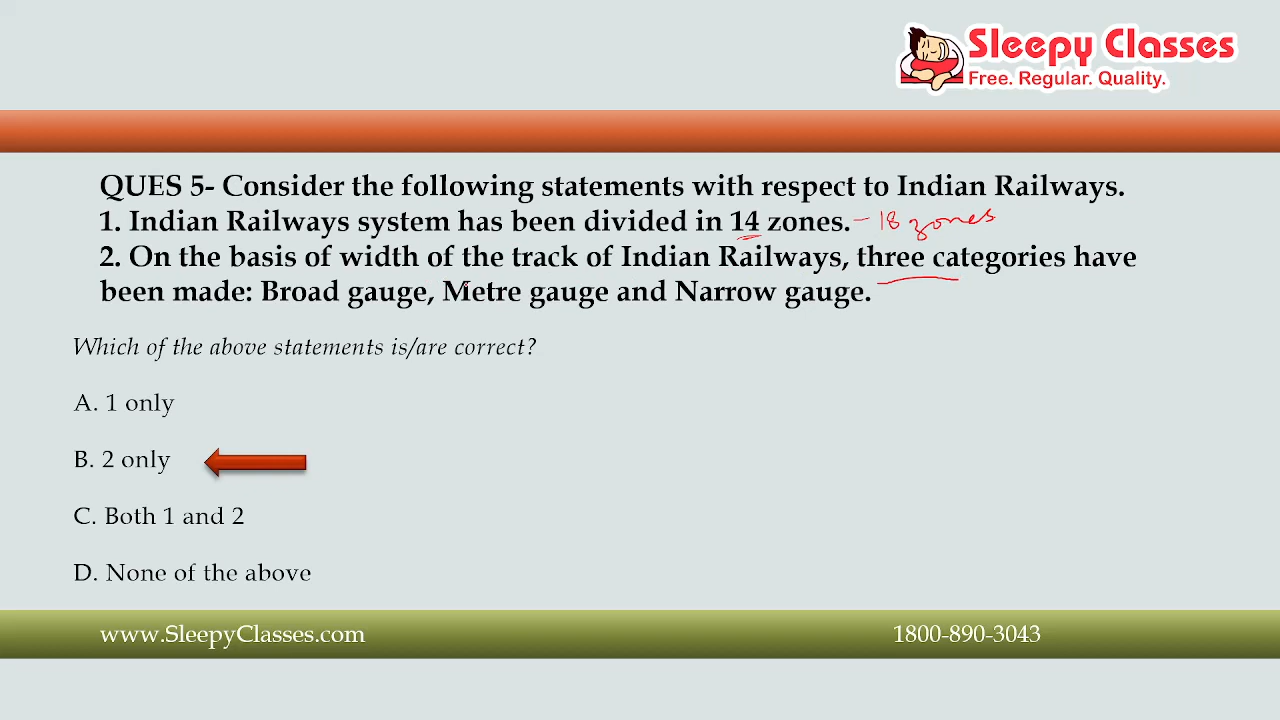 Sleepy Classes
Free. Regular. Quality.
QUES 5- Consider the following statements with respect to Indian Railways.
1. Indian Railways system has been divided in 14 zones. - 18 zones
2. On the basis of width of the track of Indian Railways, three categories have
been made: Broad gauge, Metre gauge and Narrow gauge.
Which of the above statements is/are correct?
A. 1 only
B. 2 only
C. Both 1 and 2
D. None of the above
www.SleepyClasses.com
1800-890-3043